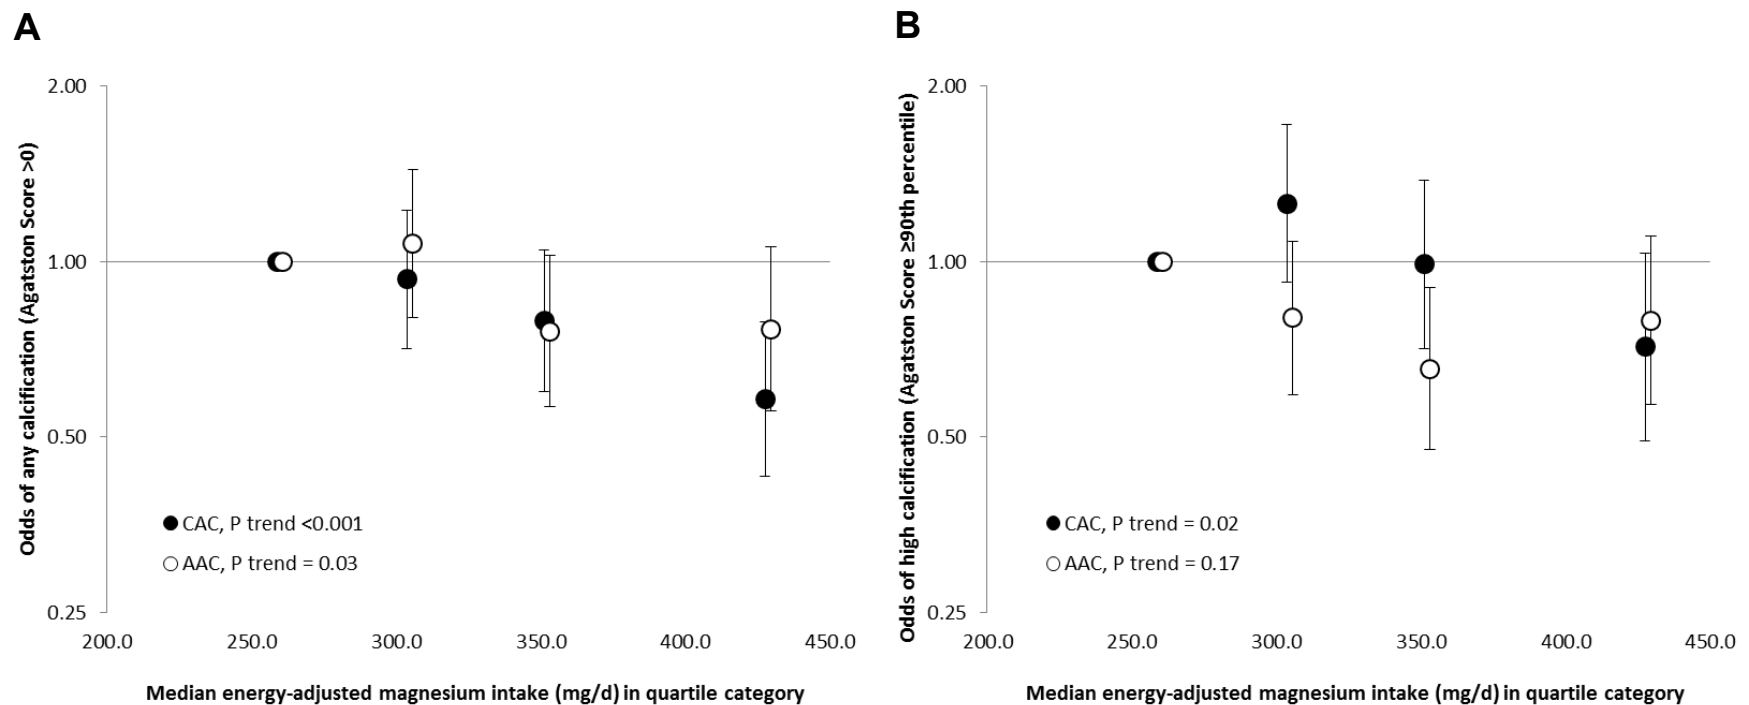 A
Odds of any calcification (Agatston Score >0)
2.00
1.00
0.50
0.25
CAC, P trend <0.001
AAC, P trend = 0.03
200.0 250.0 300.0 350.0 400.0 450.0
Median energy-adjusted magnesium intake (mg/d) in quartile category
B
Odds of high calcification (Agatston Score ≥90th percentile)
2.00
1.00
0.50
0.25
CAC, P trend = 0.02
AAC, P trend = 0.17
200.0 250.0 300.0 350.0 400.0 450.0
Median energy-adjusted magnesium intake (mg/d) in quartile category